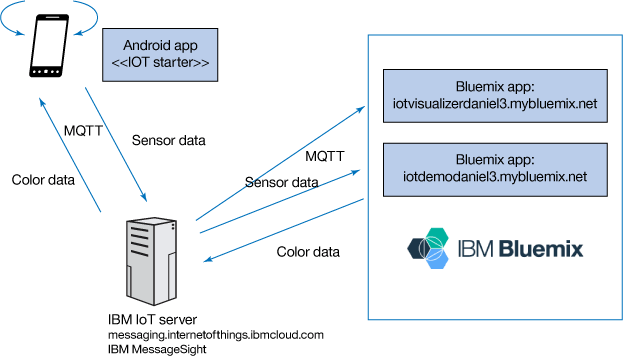 Android app
<<IOT starter>>
Bluemix app:
iotvisualizerdaniel3.mybluemix.net
MQTT
Sensor data
MQTT
Bluemix app:
iotdemodaniel3.mybluemix.net
Color data
Sensor data
Color data
IBM Bluemix
IBM IoT server
messaging.internetofthings.ibmcloud.com
IBM MessageSight